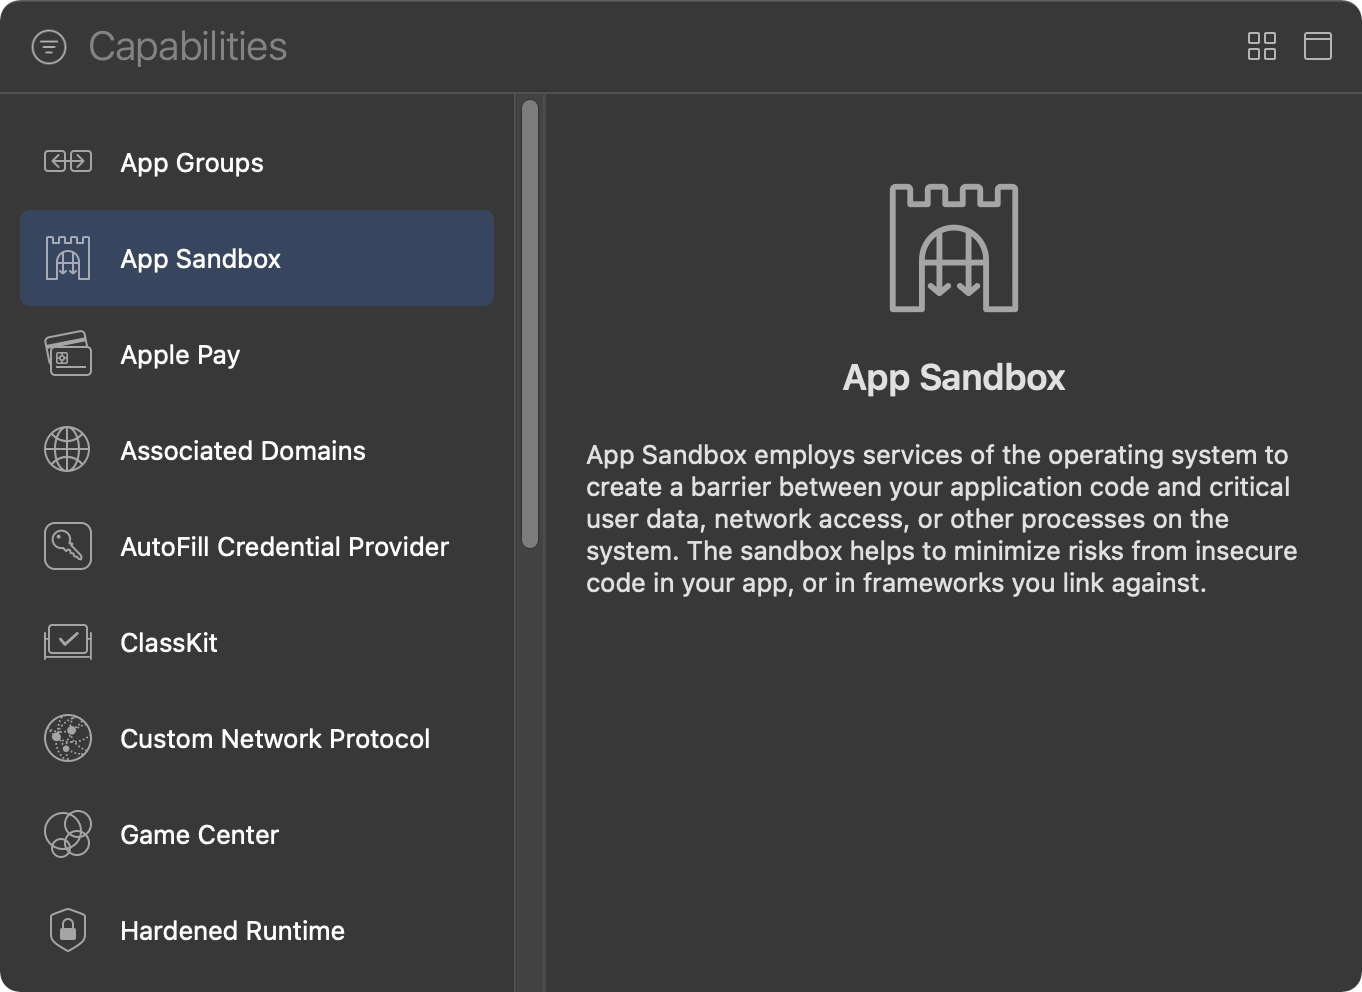 Capabilities
App Groups
App Sandbox
Apple Pay
Associated Domains
AutoFill Credential Provider
ClassKit
Custom Network Protocol
Game Center
Hardened Runtime
App Sandbox
App Sandbox employs services of the operating system to
create a barrier between your application code and critical
user data, network access, or other processes on the
system. The sandbox helps to minimize risks from insecure
code in your app, or in frameworks you link against.